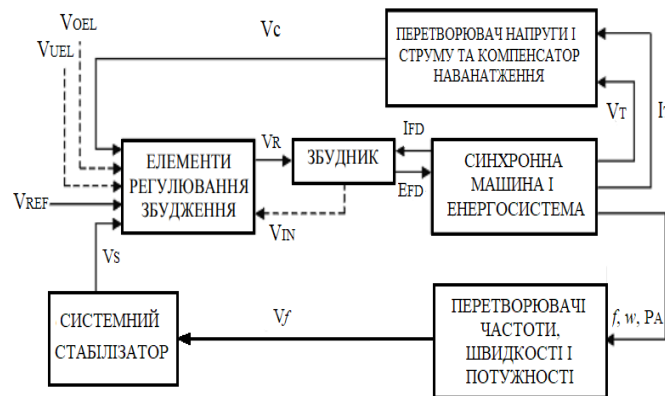 VOEL
VUEL
Vc
ПЕРЕТВОРЮВАЧ НАПРУГИ І
СТРУМУ ТА КОМПЕНСАТОР
НАВАНАТЖЕННЯ
VT
VR
ЗБУДНИК
IFD
EFD
ЕЛЕМЕНТИ
РЕГУЛЮВАННЯ
ЗБУДЖЕННЯ
СИНХРОННА
МАШИНА І
ЕНЕРГОСИСТЕМА
VREF
VIN
VS
СИСТЕМНИЙ
СТАБІЛІЗАТОР
Vf
ПЕРЕТВОРЮВАЧІ
ЧАСТОТИ,
ШВИДКОСТІ І
ПОТУЖНОСТІ
f, w, PA